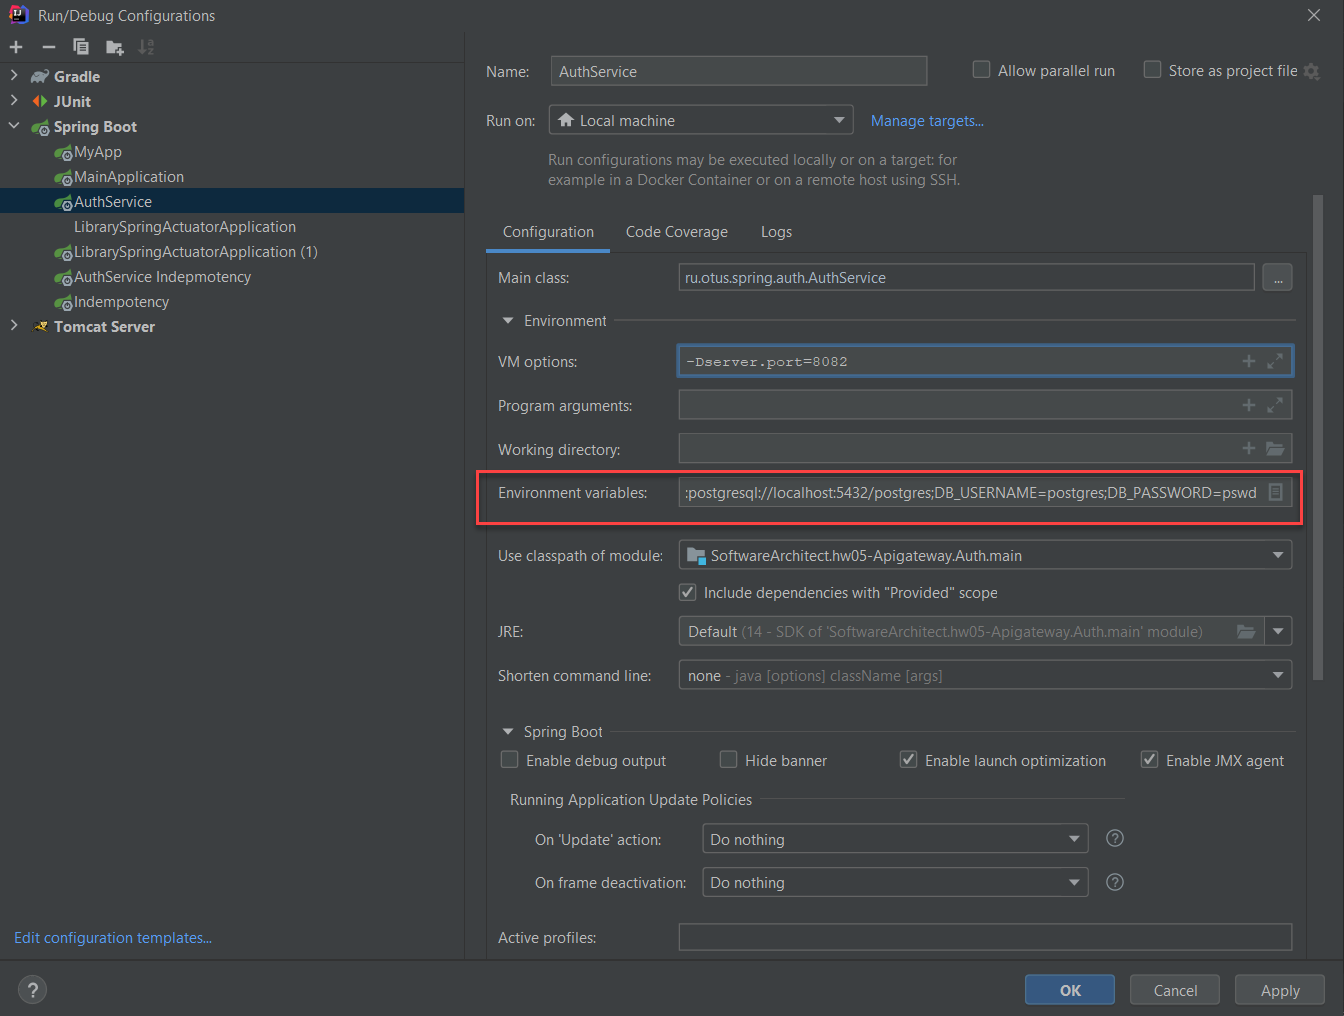 Run/Debug Configurations
Gradle
JUnit
Spring Boot
MyApp
MainApplication
AuthService
LibrarySpringActuatorApplication
LibrarySpringActuatorApplication (1)
AuthService Indepmotency
Indempotency
Tomcat Server
Edit configuration templates...
Name: AuthService Allow parallel run Store as project file
Run on: Local machine Manage targets...
Run configurations may be executed locally or on a target: for
example in a Docker Container or on a remote host using SSH.
Configuration Code Coverage Logs
Main class: ru.otus.spring.auth.AuthService ...
Environment
VM options: -Dserver.port=8082
Program arguments:
Working directory:
Environment variables: :postgresql://localhost:5432/postgres;DB_USERNAME=postgres;DB_PASSWORD=pswd
Use classpath of module: SoftwareArchitect.hw05-Apigateway.Auth.main
Include dependencies with "Provided" scope
JRE: Default (14 - SDK of 'SoftwareArchitect.hw05-Apigateway.Auth.main' module)
Shorten command line: none - java [options] className [args]
Spring Boot
Enable debug output Hide banner Enable launch optimization Enable JMX agent
Running Application Update Policies
On 'Update' action: Do nothing ?
On frame deactivation: Do nothing ?
Active profiles:
? OK Cancel Apply